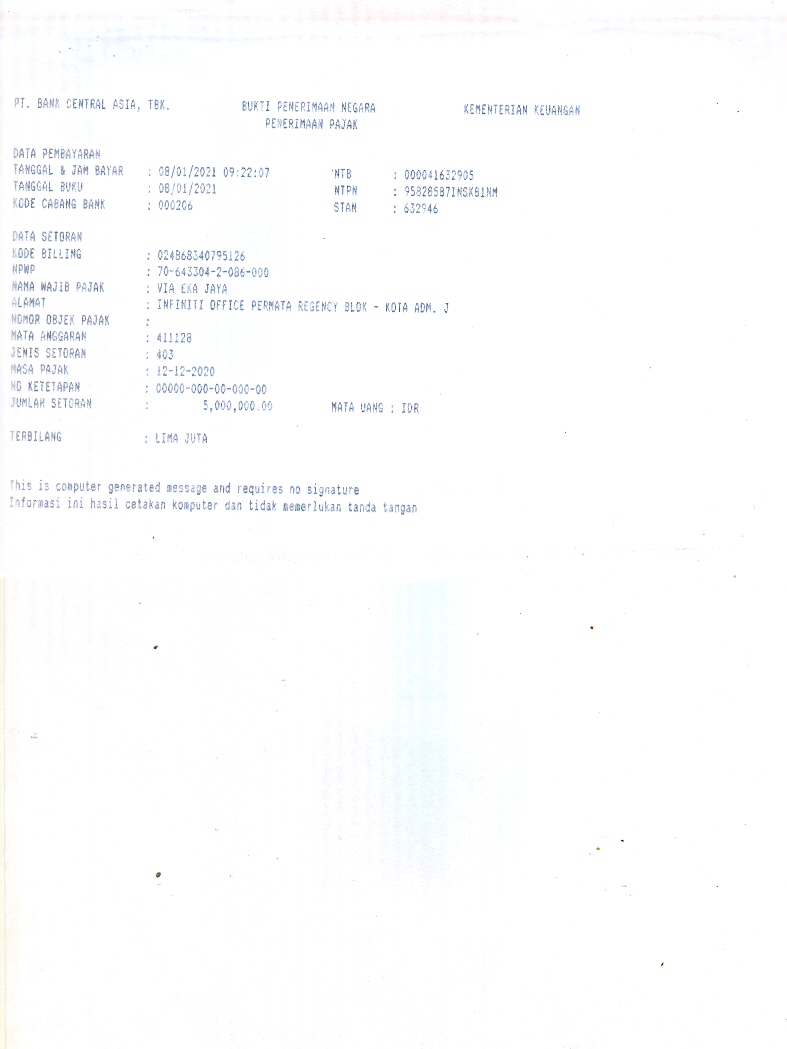 PT. BANK CENTRAL ASIA, TBK. BUKTI PENERIMAAN NEGARA KEMENTERIAN KEUANGAN
PENERIMAAN PAJAK
DATA PEMBAYARAN
TANGGAL & JAM BAYAR : 08/01/2021 09:22:07 NTB : 000041632905
TANGGAL BUKU : 08/01/2021 NTPN : 958285871NSKB1NM
KODE CABANG BANK : 000206 STAN : 632946
DATA SETORAN
KODE BILLING : 024868340795126
NPWP : 70-643304-2-086-000
NAMA WAJIB PAJAK : VIA EKA JAYA
ALAMAT : INFINITI OFFICE PERMATA REGENCY BLOK - KOTA ADM. J
NOMOR OBJEK PAJAK :
MATA ANGGARAN : 411128
JENIS SETORAN : 403
MASA PAJAK : 12-12-2020
NO KETETAPAN : 00000-000-00-000-00
JUMLAH SETORAN : 5,000,000.00 MATA UANG : IDR
TERBILANG : LIMA JUTA
This is computer generated message and requires no signature
Informasi ini hasil cetakan komputer dan tidak memerlukan tanda tangan